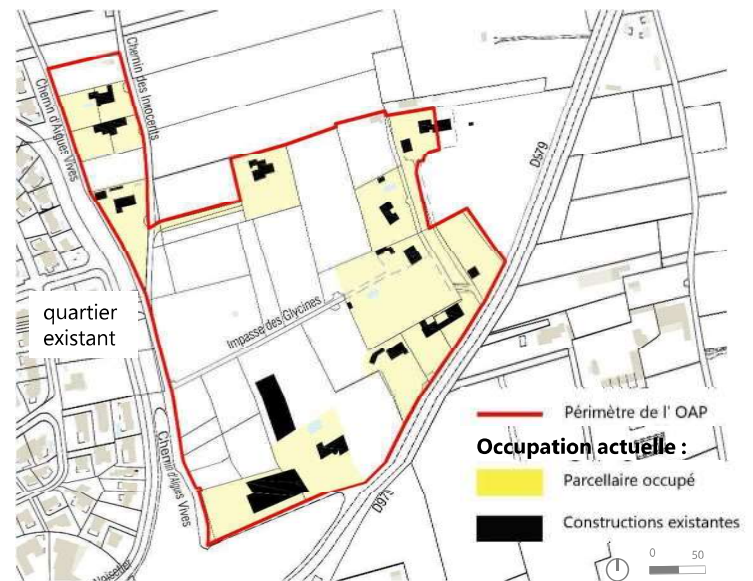 Chemin des Innocents
Chemin d'Aigues Vives
D979
quartier
existant
Impasse des Glycines
Périmètre de l' OAP
Occupation actuelle :
Parcellaire occupé
Constructions existantes
Chemin d'Aigues Vives
0 50